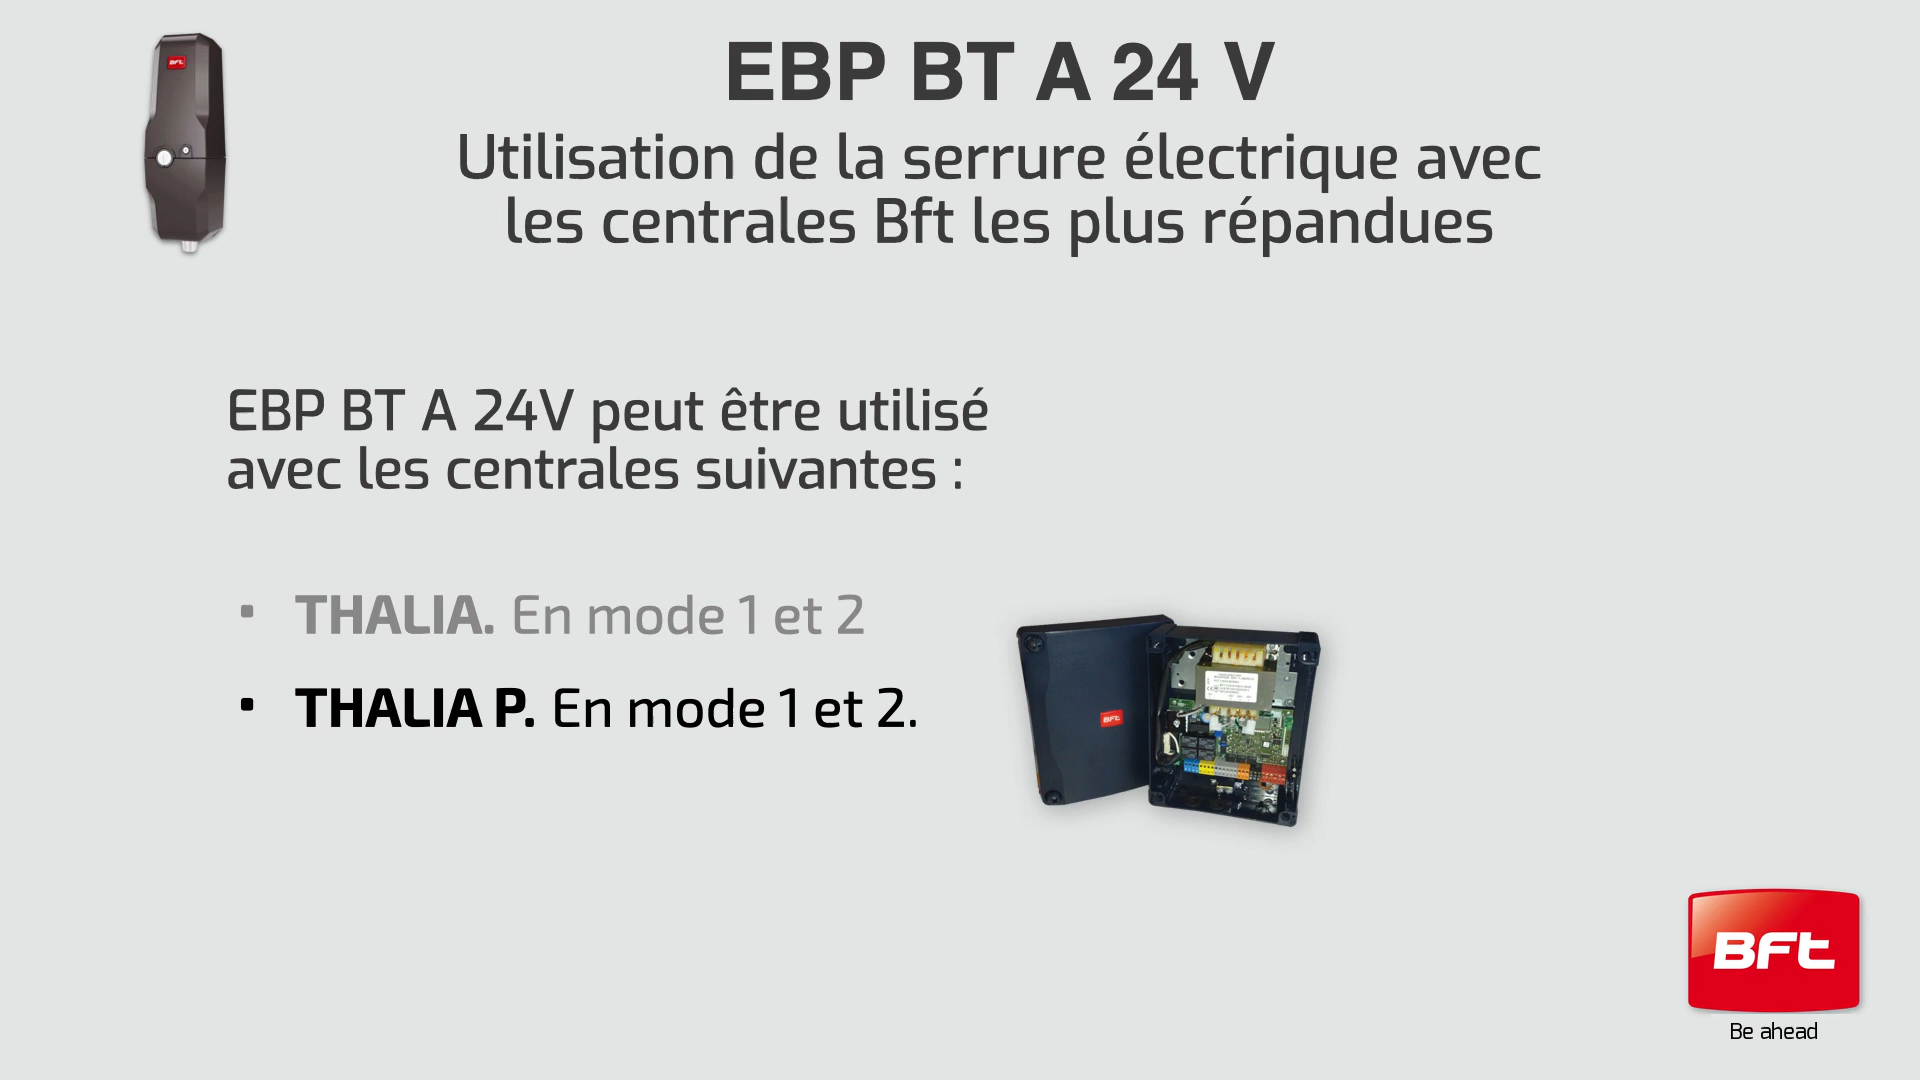 EBP BT A 24 V
Utilisation de la serrure électrique avec
les centrales Bft les plus répandues
EBP BT A 24V peut être utilisé
avec les centrales suivantes :
▪ THALIA. En mode 1 et 2
▪ THALIA P. En mode 1 et 2.
BFt
BFt
BFt
Be ahead